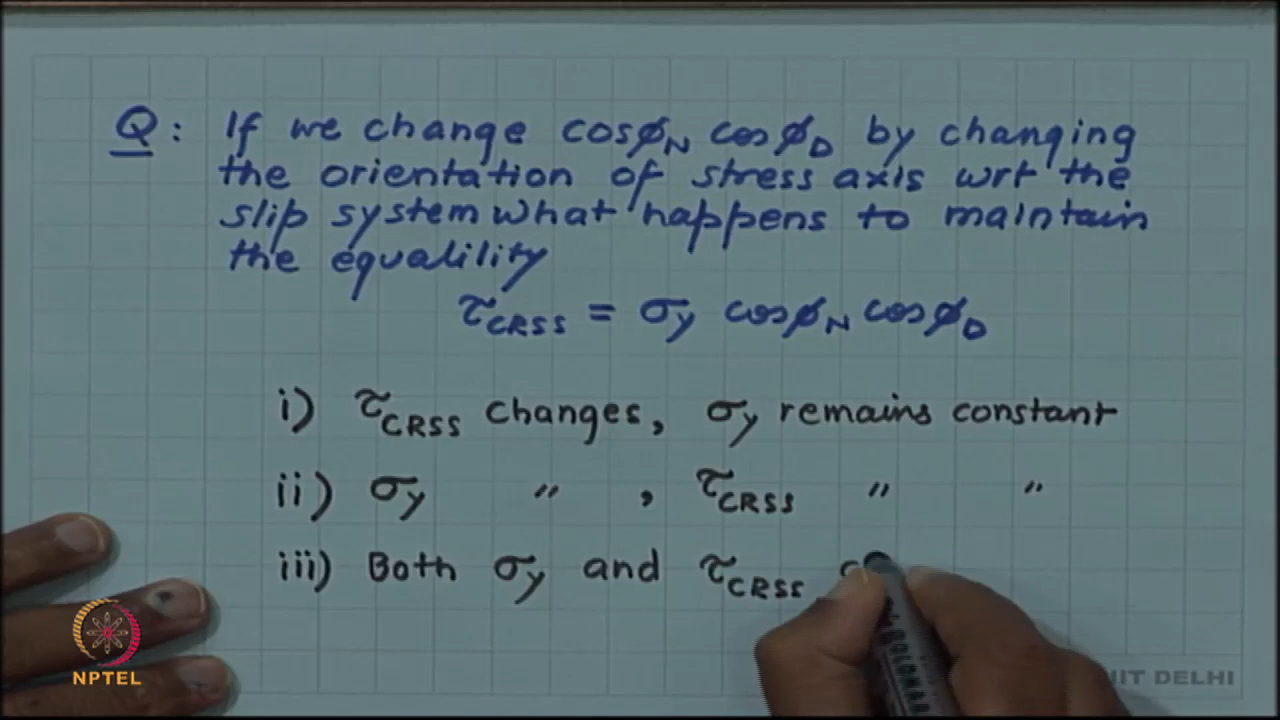 Q: If we change cosϕN cosϕD by changing
the orientation of stress axis wrt the
slip system what happens to maintain
the equalility
τCRSS = σy cosϕN cosϕD
i) τCRSS changes, σy remains constant
ii) σy " , τCRSS " "
iii) Both σy and τCRSS c
NPTEL
IIT DELHI